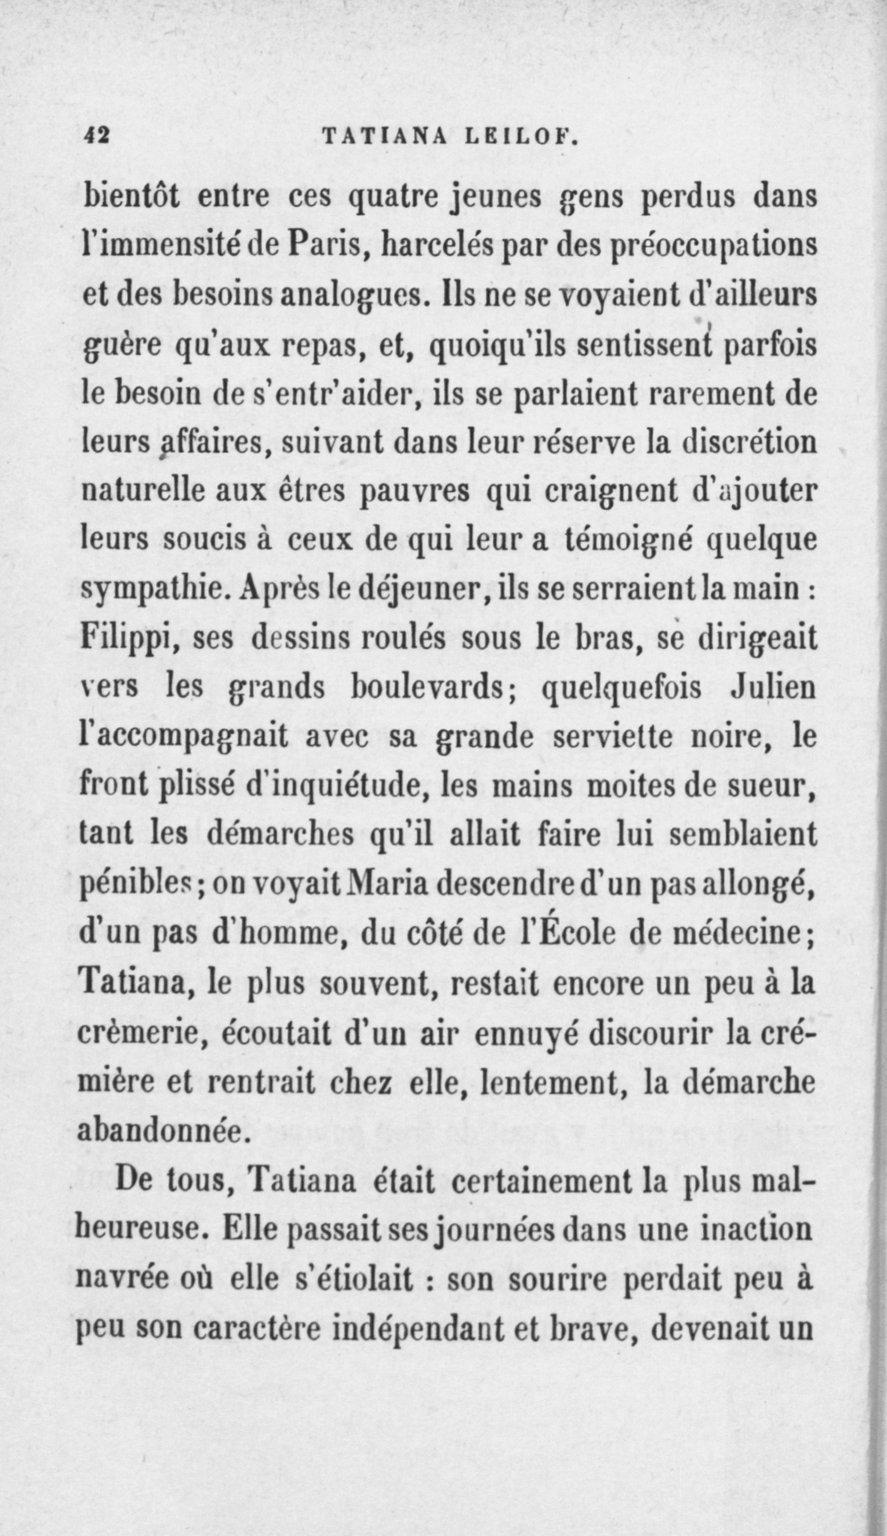 42 TATIANA LEILOF.
bientôt entre ces quatre jeunes gens perdus dans
l'immensité de Paris, harcelés par des préoccupations
et des besoins analogues. Ils ne se voyaient d'ailleurs
guère qu'aux repas, et, quoiqu'ils sentissent parfois
le besoin de s'entr'aider, ils se parlaient rarement de
leurs affaires, suivant dans leur réserve la discrétion
naturelle aux êtres pauvres qui craignent d'ajouter
leurs soucis à ceux de qui leur a témoigné quelque
sympathie. Après le déjeuner, ils se serraient la main :
Filippi, ses dessins roulés sous le bras, se dirigeait
vers les grands boulevards; quelquefois Julien
l'accompagnait avec sa grande serviette noire, le
front plissé d'inquiétude, les mains moites de sueur,
tant les démarches qu'il allait faire lui semblaient
pénibles; on voyait Maria descendre d'un pas allongé,
d'un pas d'homme, du côté de l'École de médecine;
Tatiana, le plus souvent, restait encore un peu à la
crèmerie, écoutait d'un air ennuyé discourir la cré-
mière et rentrait chez elle, lentement, la démarche
abandonnée.
De tous, Tatiana était certainement la plus mal-
heureuse. Elle passait ses journées dans une inaction
navrée où elle s'étiolait : son sourire perdait peu à
peu son caractère indépendant et brave, devenait un